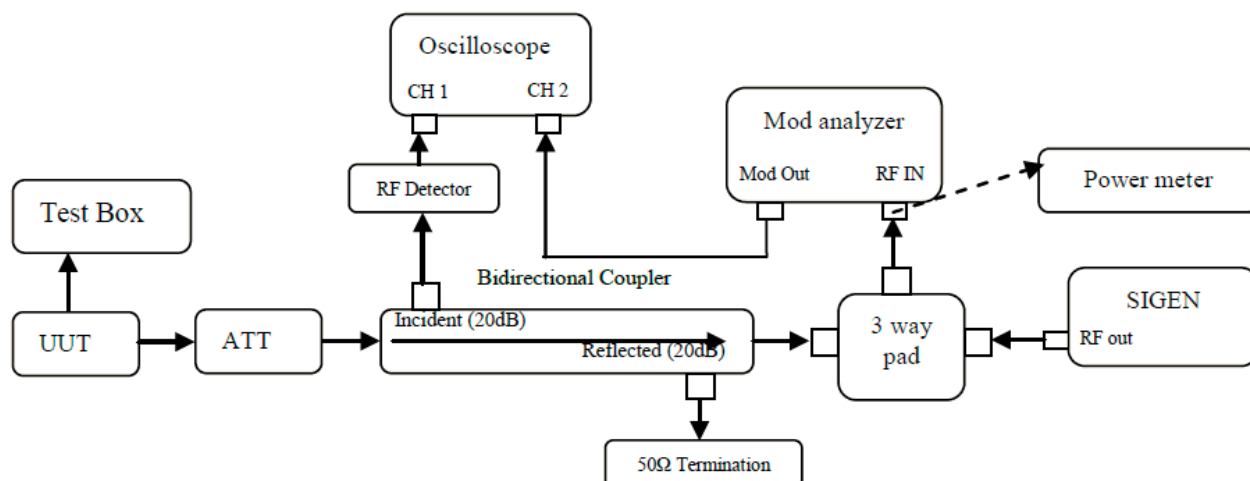 Oscilloscope
CH 1
CH 2
Mod analyzer
Mod Out
RF IN
Power meter
RF Detector
Test Box
Bidirectional Coupler
SIGEN
RF out
UUT
ATT
Incident (20dB)
Reflected (20dB)
3 way
pad
50Ω Termination